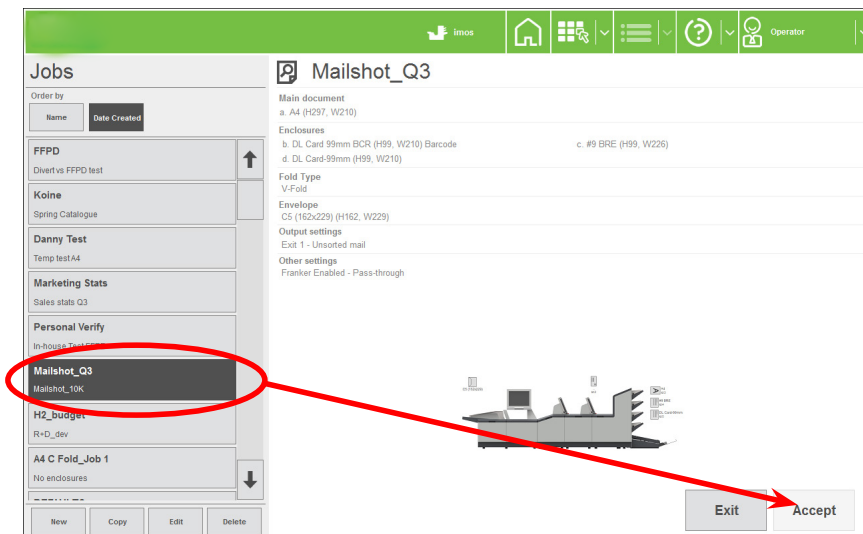 imos
Operator
Jobs
Order by
Name
Date Created
FFPD
Divert vs FFPD test
Koine
Spring Catalogue
Danny Test
Temp test A4
Marketing Stats
Sales stats Q3
Personal Verify
In-house Test
Mailshot_Q3
Mailshot_10K
H2_budget
R+D_dev
A4 C Fold_Job 1
No enclosures
New
Copy
Edit
Delete
Mailshot_Q3
Main document
a. A4 (H297, W210)
Enclosures
b. DL Card 99mm BCR (H99, W210) Barcode
c. #9 BRE (H99, W226)
d. DL Card-99mm (H99, W210)
Fold Type
V-Fold
Envelope
C5 (162x229) (H162, W229)
Output settings
Exit 1 - Unsorted mail
Other settings
Franker Enabled - Pass-through
Exit
Accept